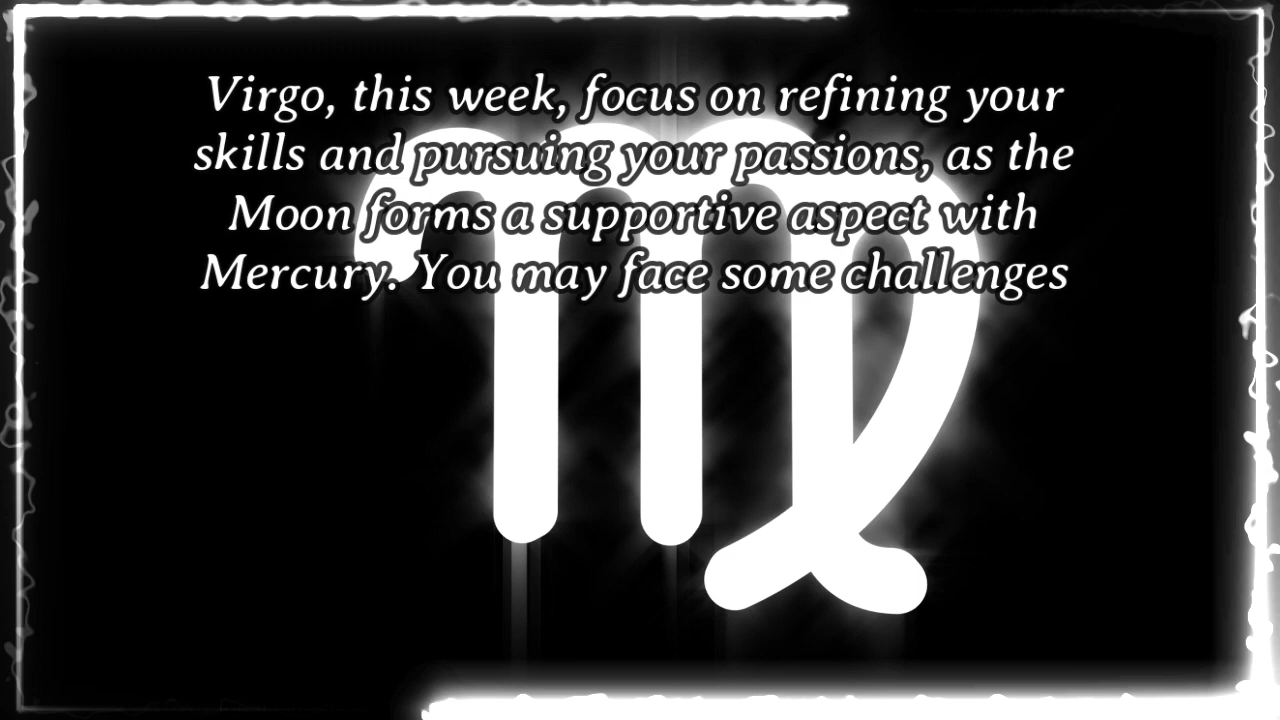 Virgo, this week, focus on refining your
skills and pursuing your passions, as the
Moon forms a supportive aspect with
Mercury. You may face some challenges